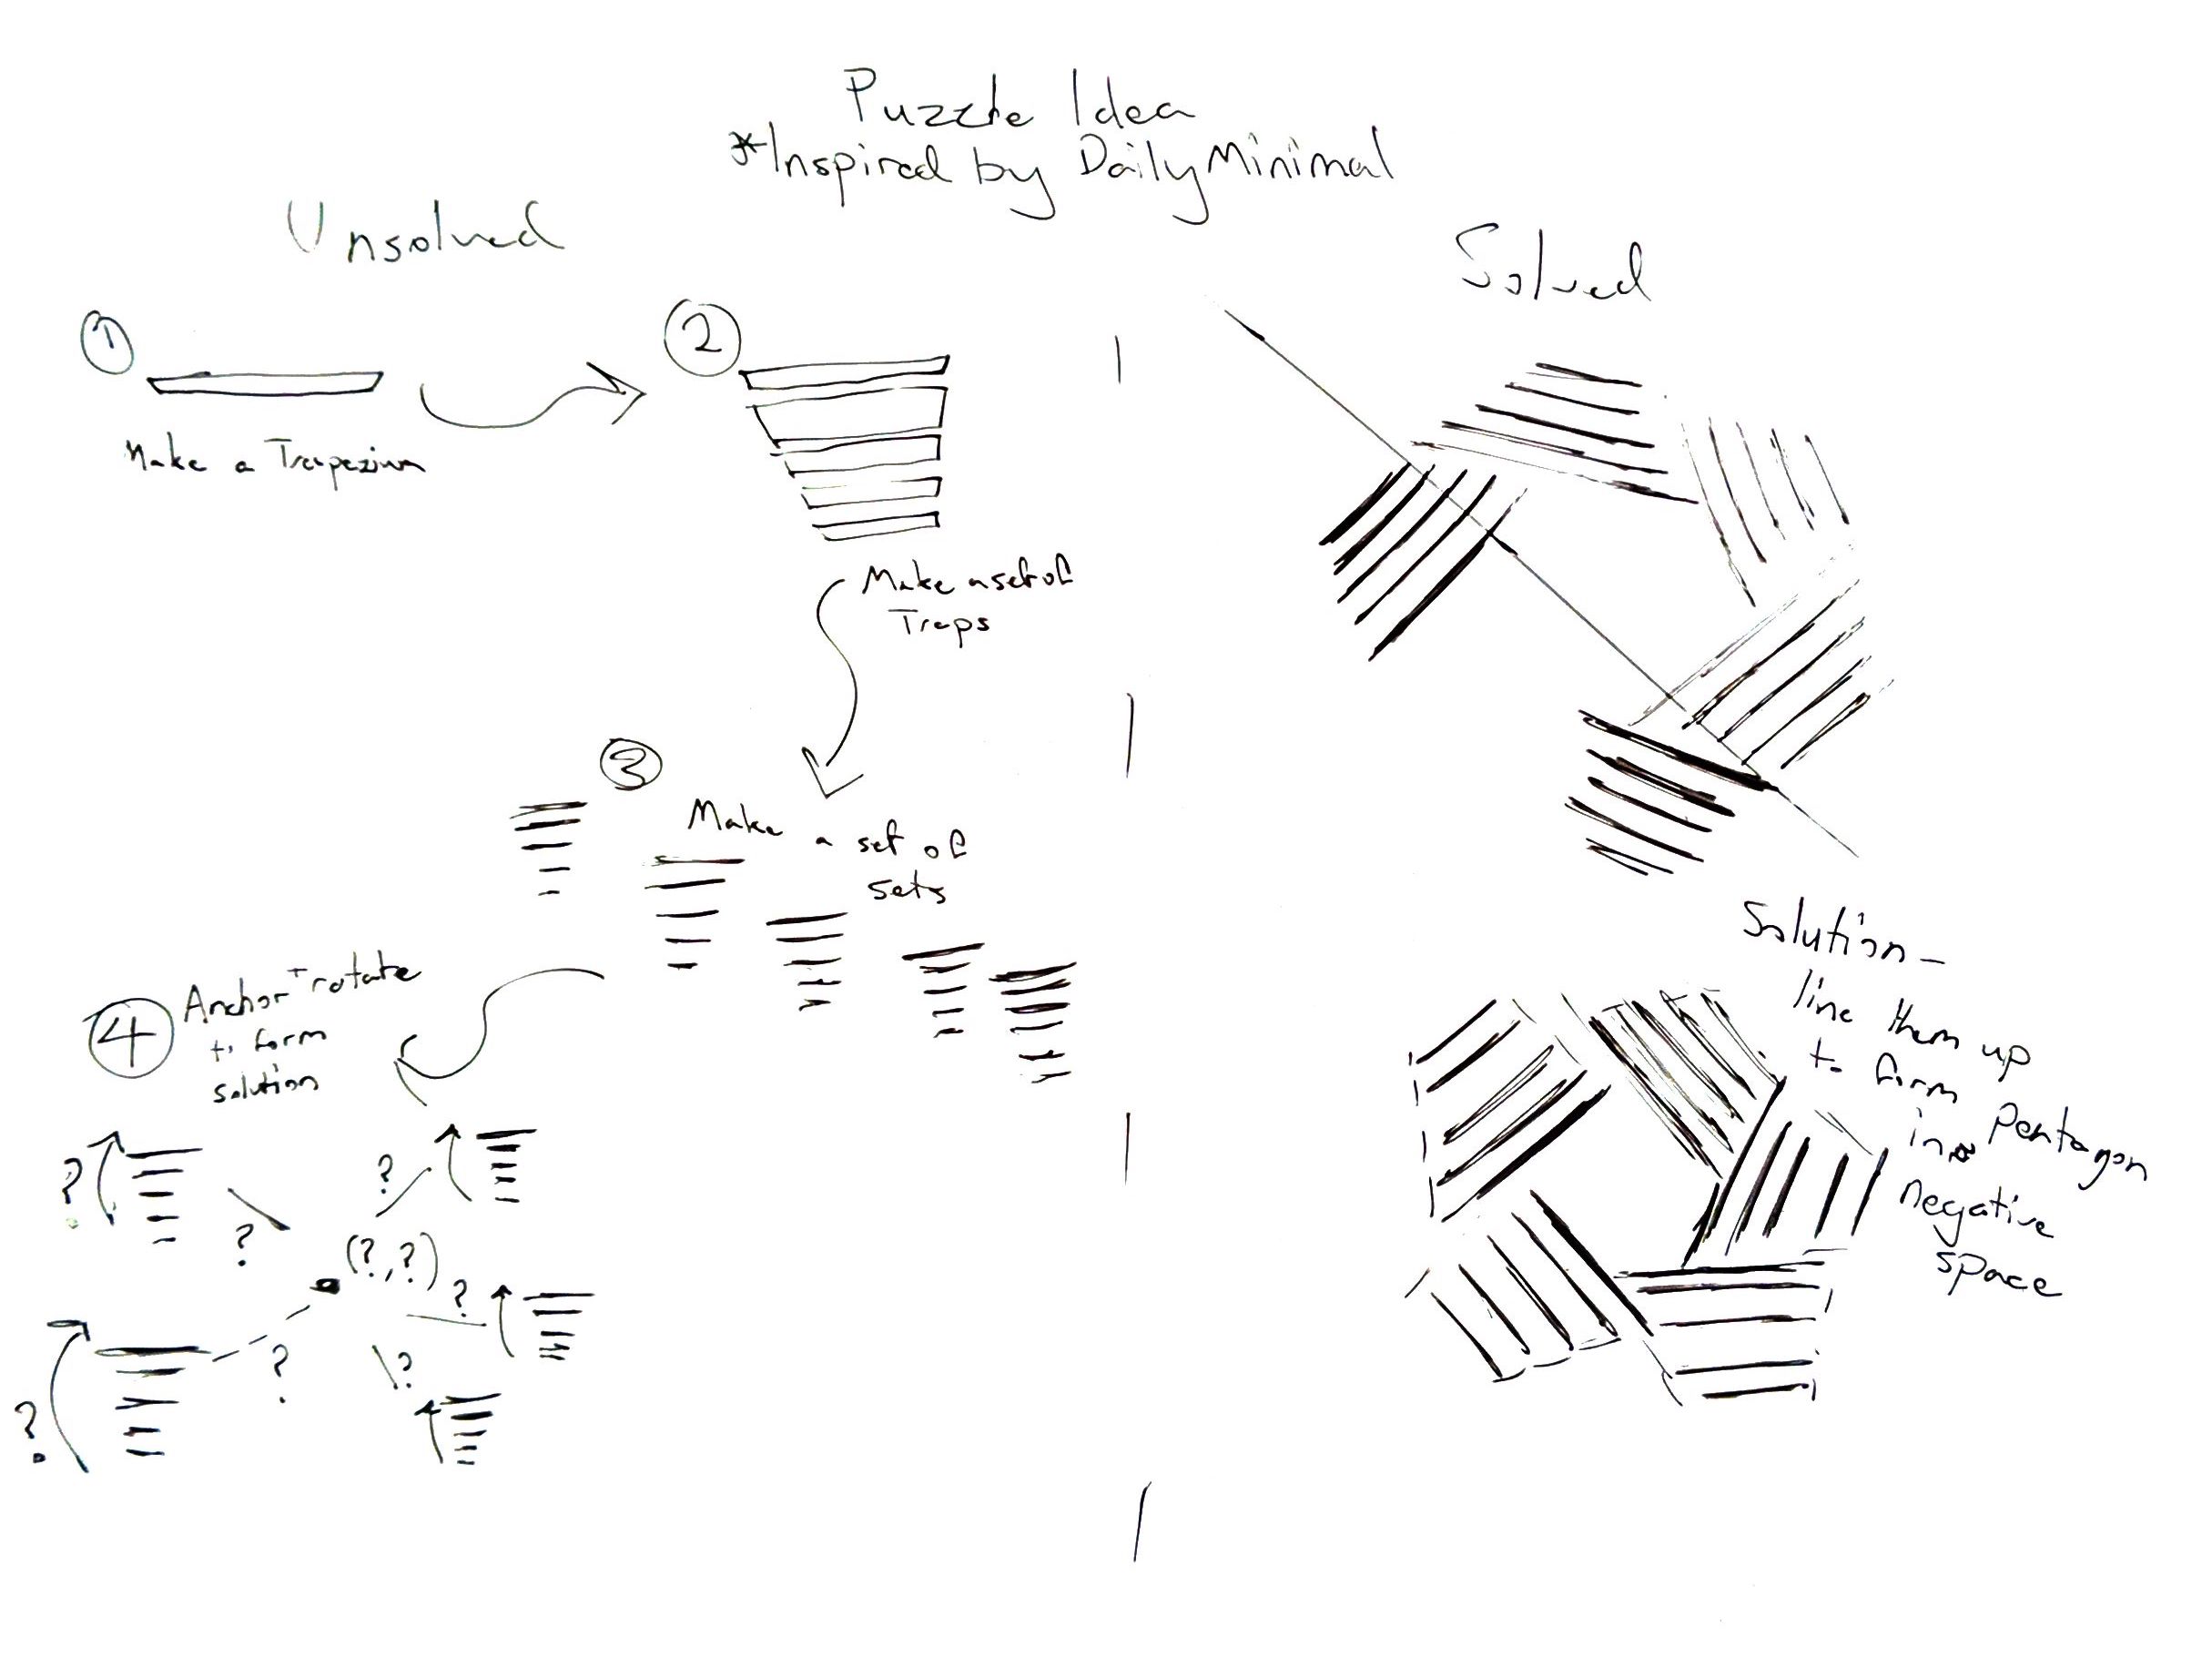 Puzzle Idea
*Inspired by DailyMinimal
Unsolved
Solved
1
Make a Trapezium
2
Make a set of
Traps
3
Make a set of
sets
4
Anchor + rotate
to form
solution
?
?
?
(?,?)
?
?
?
?
Solution -
line them up
to form
in a Pentagon
negative
space